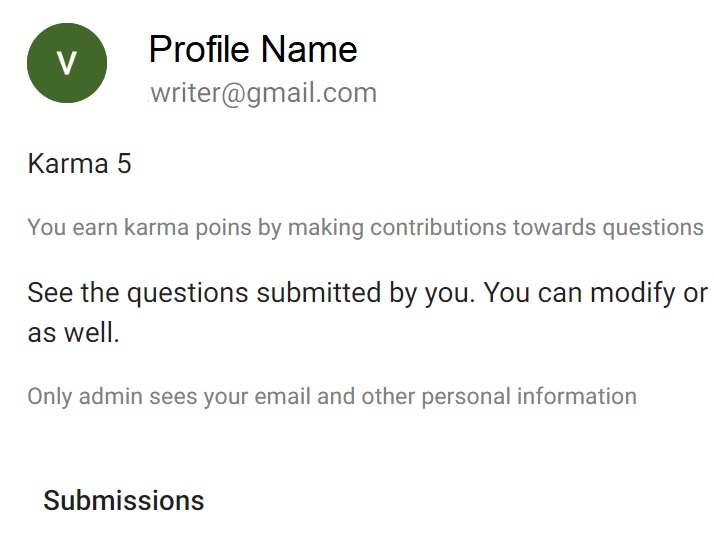 V
Profile Name
writer@gmail.com
Karma 5
You earn karma poins by making contributions towards questions
See the questions submitted by you. You can modify or
as well.
Only admin sees your email and other personal information
Submissions